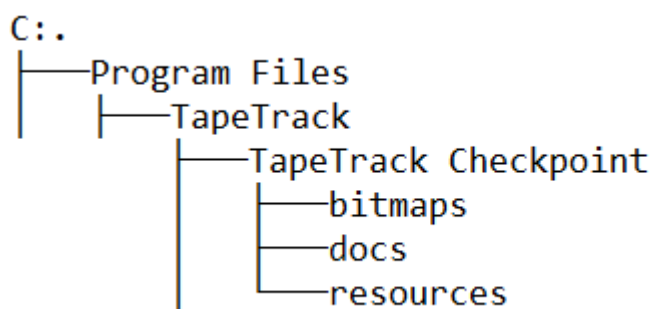 C:.
Program Files
TapeTrack
TapeTrack Checkpoint
bitmaps
docs
resources